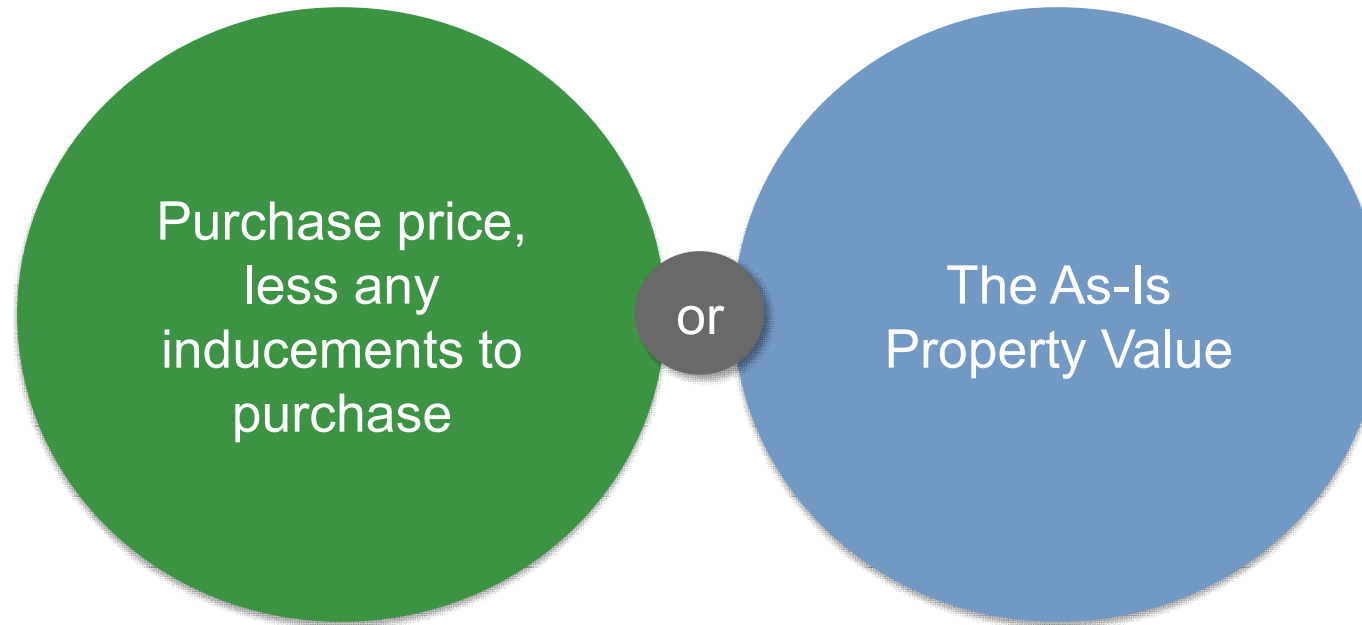 Purchase price,
less any
inducements to
purchase
or
The As-Is
Property Value